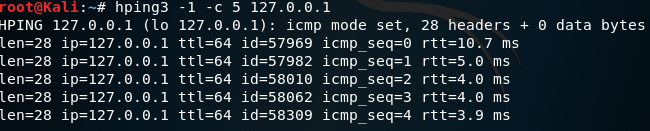 root@Kali:~# hping3 -1 -c 5 127.0.0.1
HPING 127.0.0.1 (lo 127.0.0.1): icmp mode set, 28 headers + 0 data bytes
len=28 ip=127.0.0.1 ttl=64 id=57969 icmp_seq=0 rtt=10.7 ms
len=28 ip=127.0.0.1 ttl=64 id=57982 icmp_seq=1 rtt=5.0 ms
len=28 ip=127.0.0.1 ttl=64 id=58010 icmp_seq=2 rtt=4.0 ms
len=28 ip=127.0.0.1 ttl=64 id=58062 icmp_seq=3 rtt=4.0 ms
len=28 ip=127.0.0.1 ttl=64 id=58309 icmp_seq=4 rtt=3.9 ms